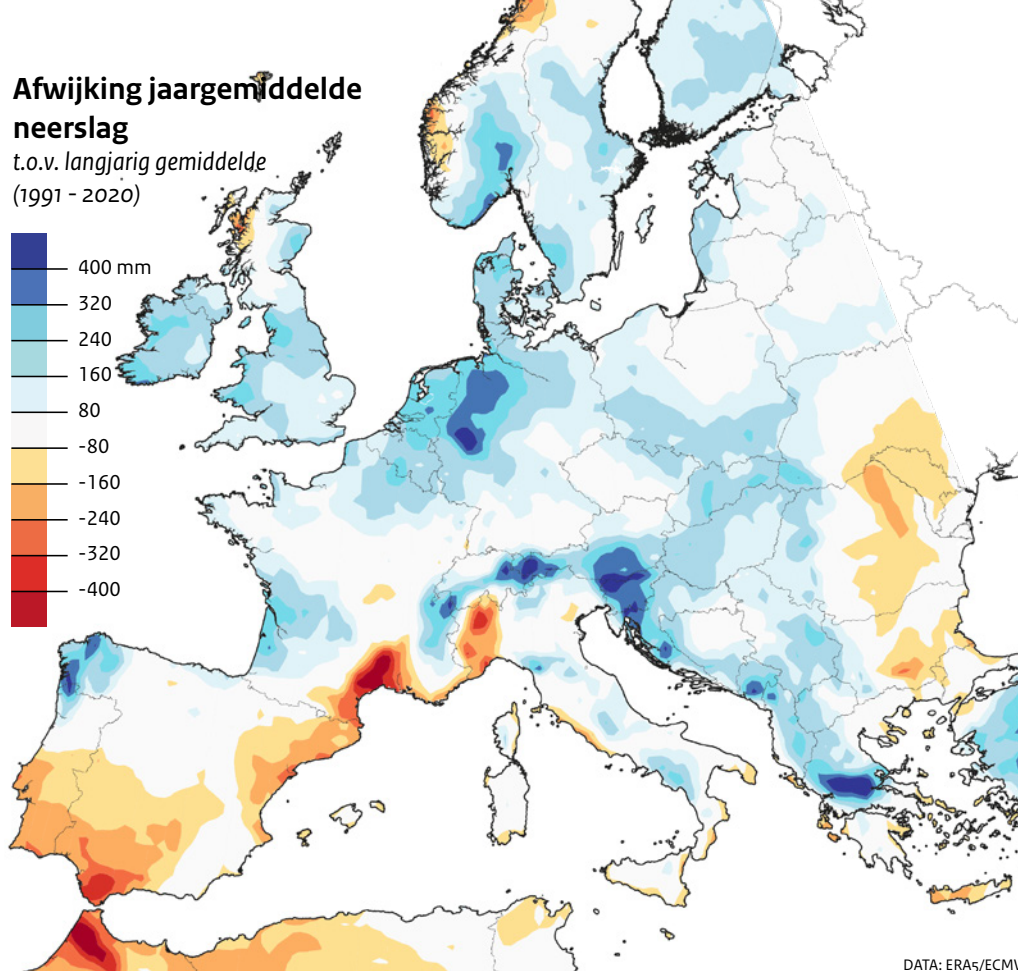 Afwijking jaargemiddelde
neerslag
t.o.v. langjarig gemiddelde
(1991 - 2020)
400 mm
320
240
160
80
-80
-160
-240
-320
-400
DATA: ERA5/ECMW